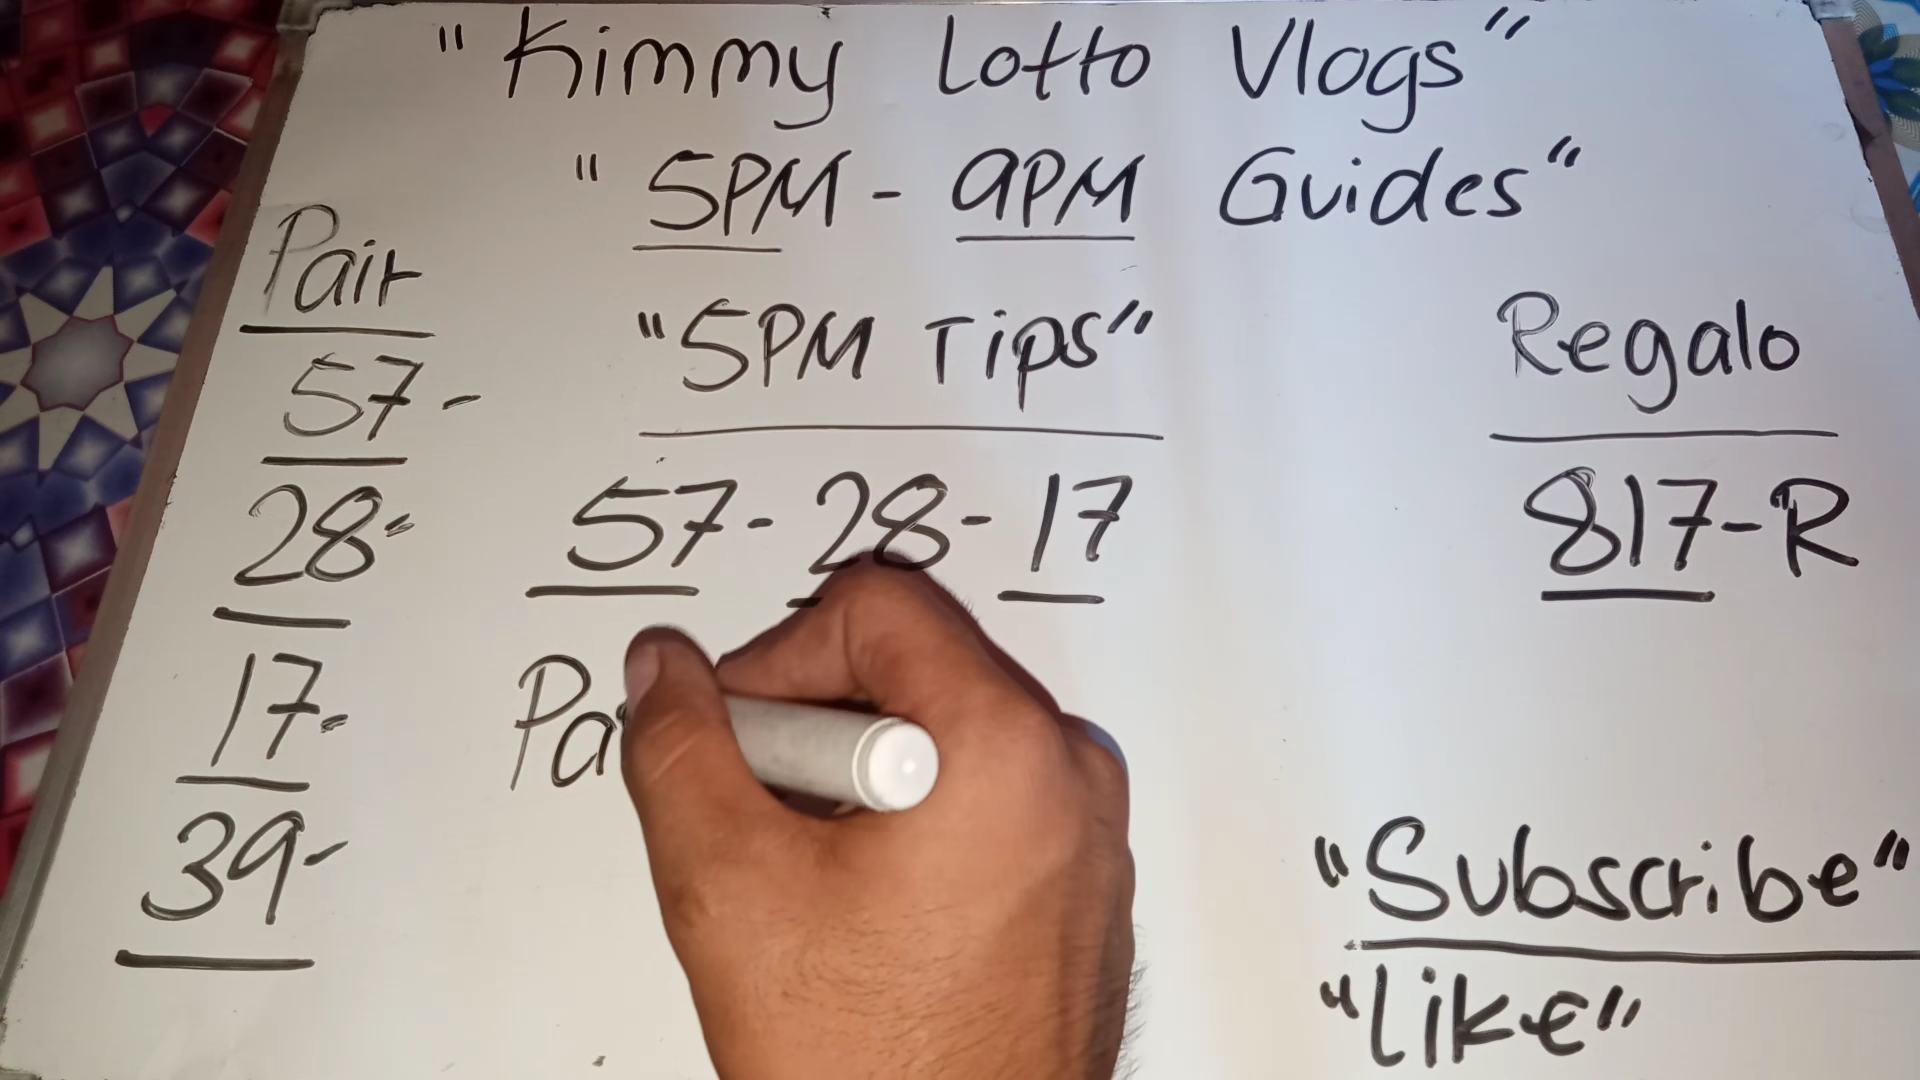 "Kimmy Lotto Vlogs"
"5PM - 9PM Guides"
Pair
57-
28-
17-
39-
"5PM Tips"
57-28-17
Regalo
817-R
"Subscribe"
"Like"